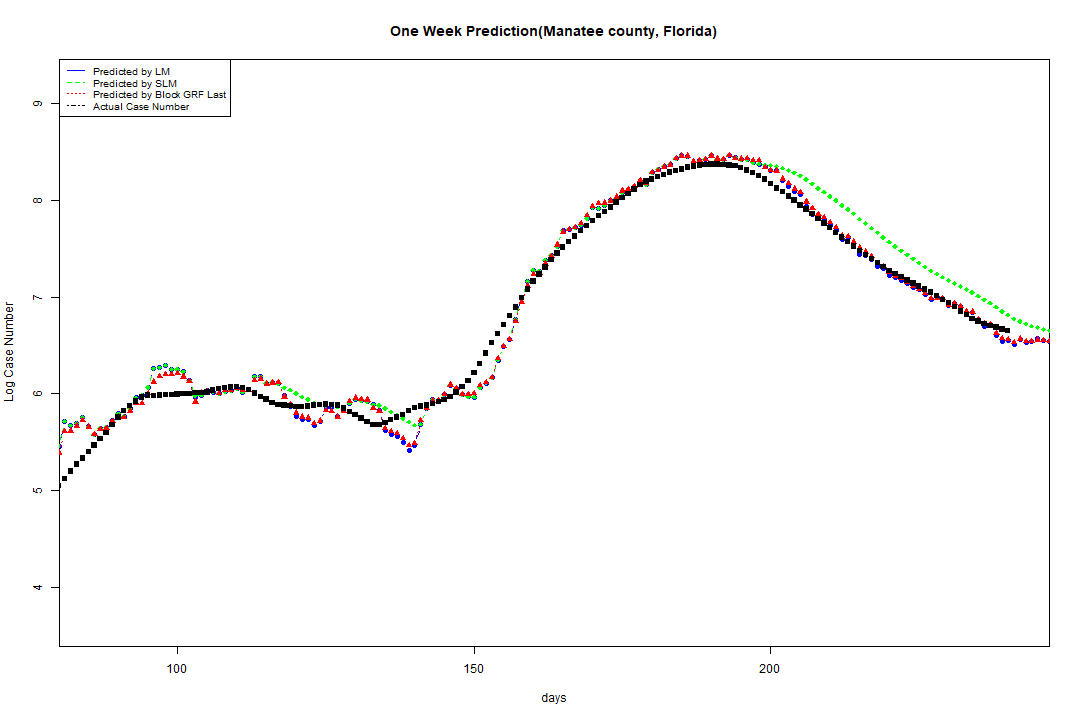 One Week Prediction(Manatee county, Florida)
Predicted by LM
Predicted by SLM
Predicted by Block GRF Last
Actual Case Number
9
8
7
6
5
4
Log Case Number
100
150
200
days